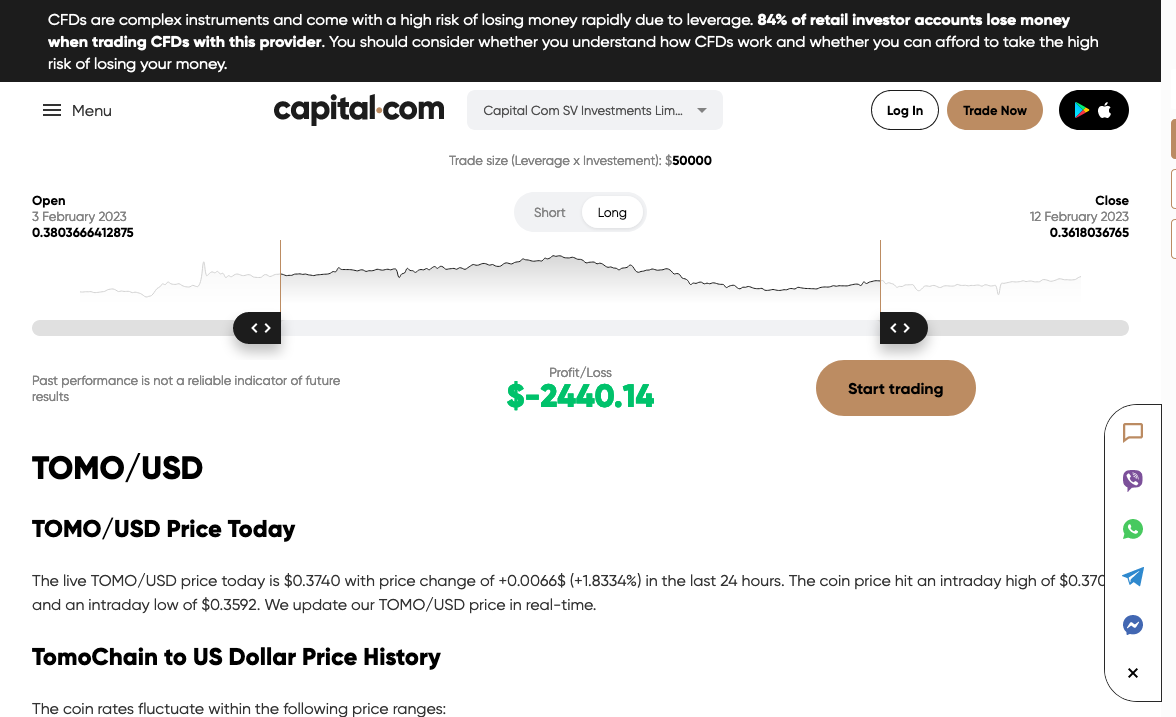 CFDs are complex instruments and come with a high risk of losing money rapidly due to leverage. 84% of retail investor accounts lose money
when trading CFDs with this provider. You should consider whether you understand how CFDs work and whether you can afford to take the high
risk of losing your money.
Menu
capital.com
Capital Com SV Investments Lim...
Log In
Trade Now
Trade size (Leverage x Investement): $50000
Open
3 February 2023
0.3803666412875
Short
Long
Close
12 February 2023
0.3618036765
Past performance is not a reliable indicator of future
results
Profit/Loss
$-2440.14
Start trading
TOMO/USD
TOMO/USD Price Today
The live TOMO/USD price today is $0.3740 with price change of +0.0066$ (+1.8334%) in the last 24 hours. The coin price hit an intraday high of $0.370
and an intraday low of $0.3592. We update our TOMO/USD price in real-time.
TomoChain to US Dollar Price History
The coin rates fluctuate within the following price ranges: